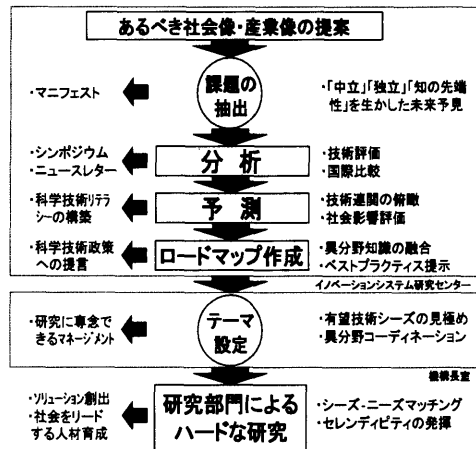 あるべき社会像・産業像の提案
・マニフェスト
課題の
抽出
・「中立」「独立」「知の先端
性」を生かした未来予見
・シンポジウム
・ニュースレター
分 析
・技術評価
・国際比較
・科学技術リテラ
シーの構築
予 測
・技術連関の俯瞰
・社会影響評価
・科学技術政策
への提言
ロードマップ作成
・異分野知識の融合
・ベストプラクティス提示
イノベーションシステム研究センター
・研究に専念で
きるマネージメント
テーマ
設定
・有望技術シーズの見極め
・異分野コーディネーション
機構長室
・ソリューション創出
・社会をリード
する人材育成
研究部門による
ハードな研究
・シーズ-ニーズマッチング
・セレンディピティの発揮